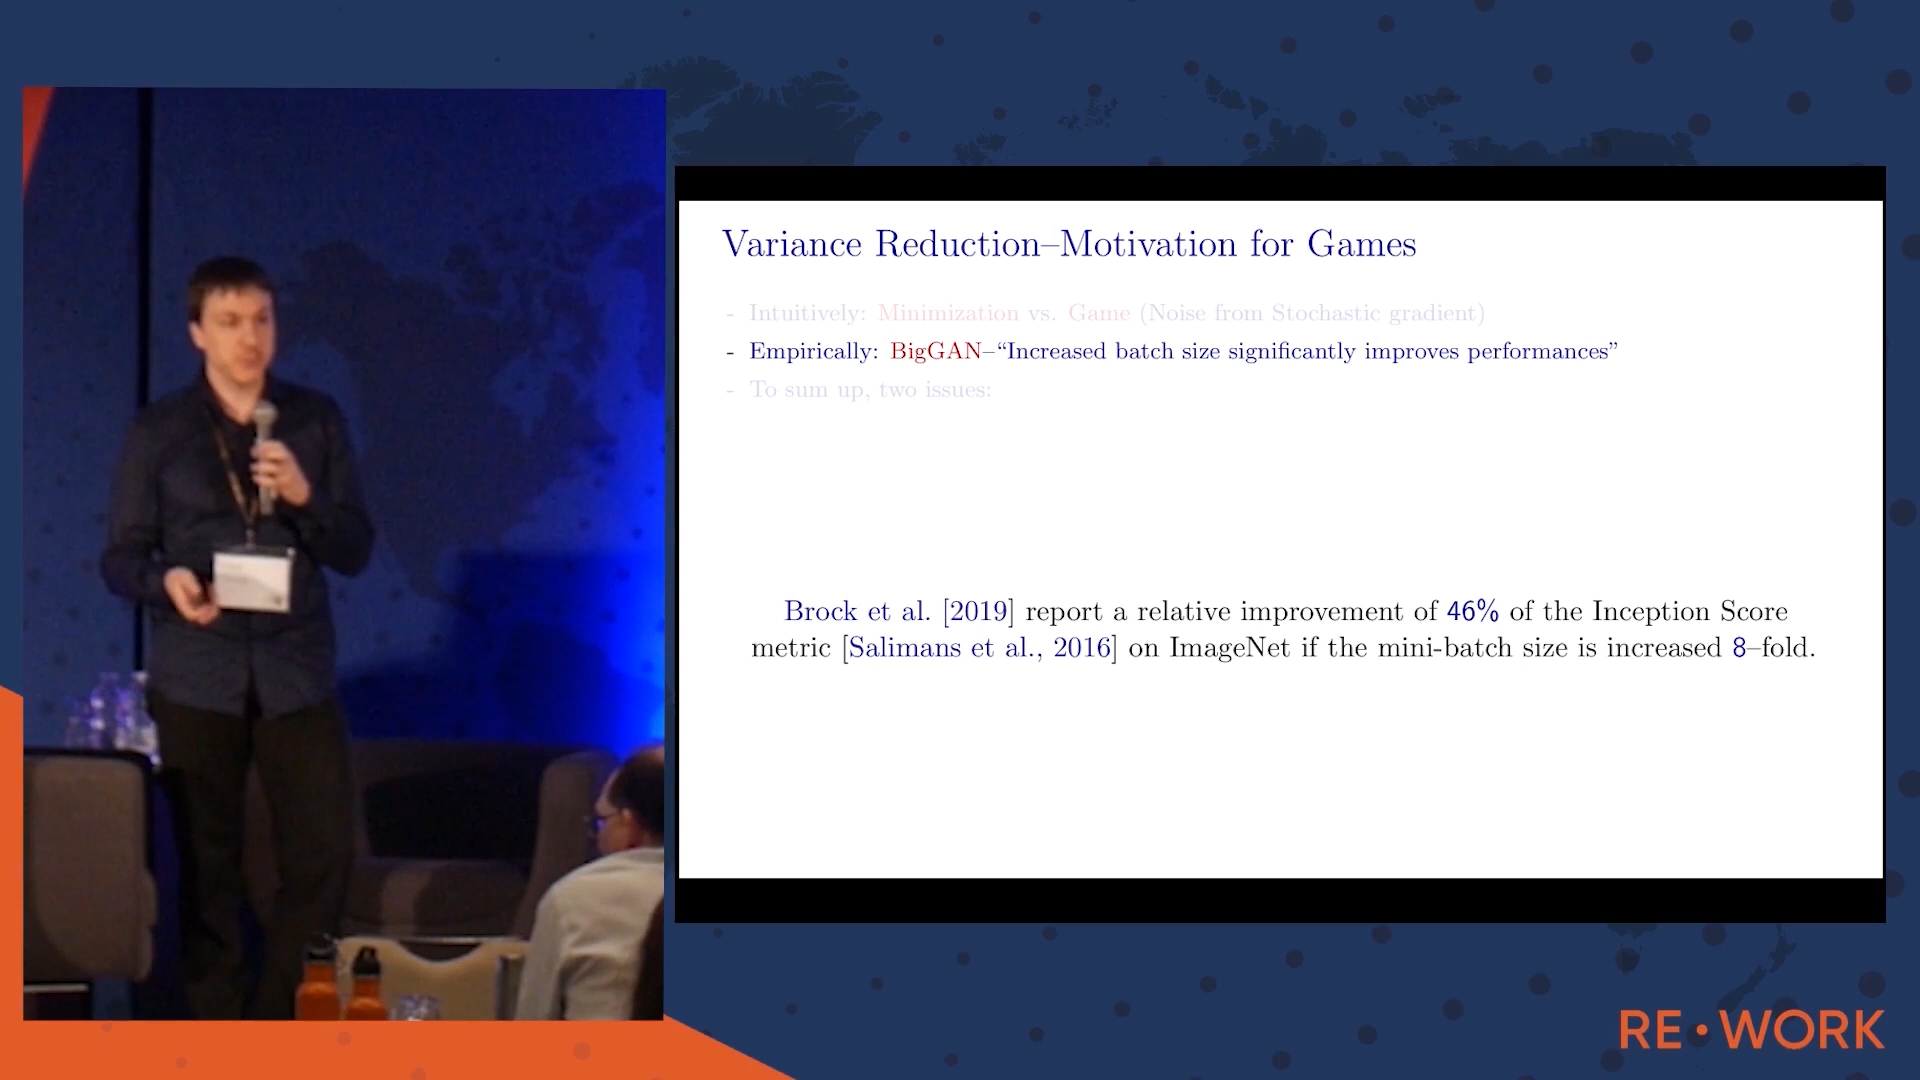 Variance Reduction–Motivation for Games
- Intuitively: Minimization vs. Game (Noise from Stochastic gradient)
- Empirically: BigGAN–“Increased batch size significantly improves performances”
- To sum up, two issues:
Brock et al. [2019] report a relative improvement of 46% of the Inception Score
metric [Salimans et al., 2016] on ImageNet if the mini-batch size is increased 8–fold.
RE•WORK